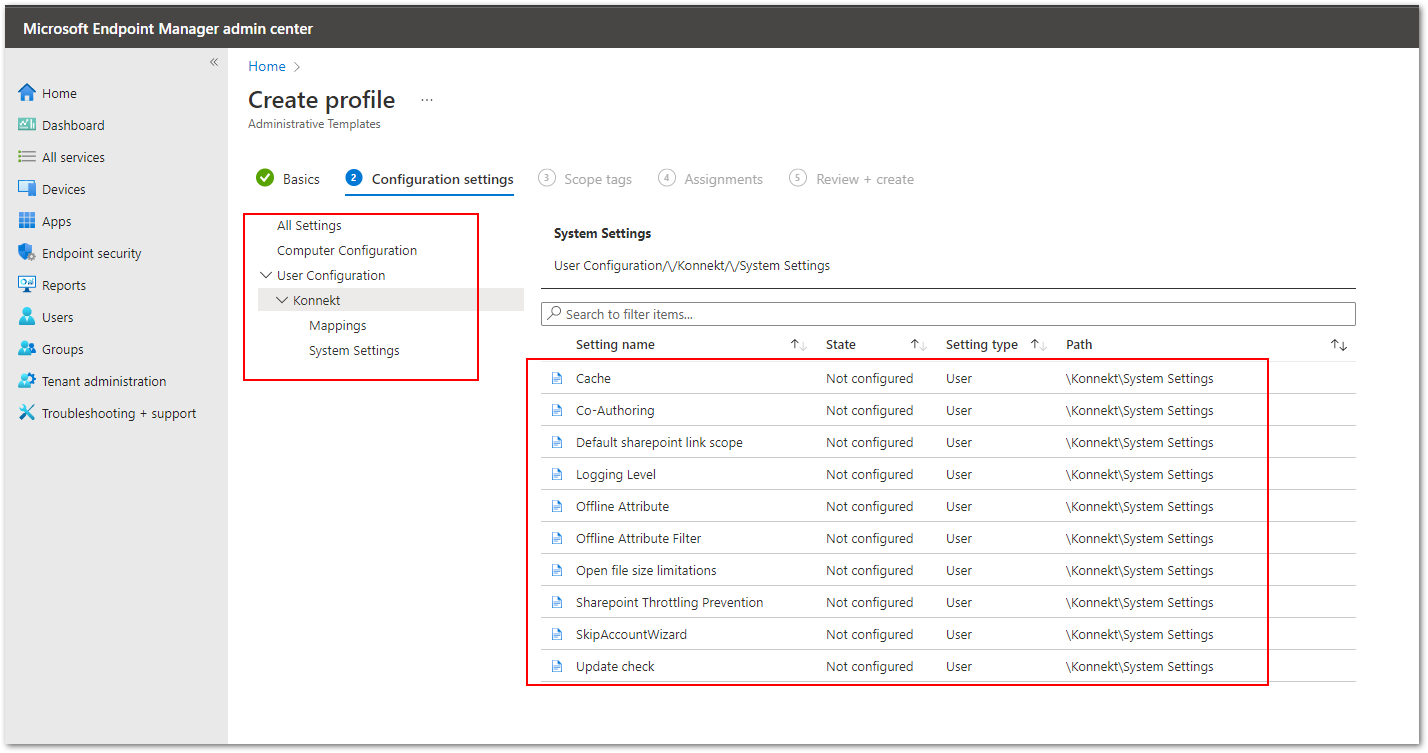 Microsoft Endpoint Manager admin center
«
Home
Dashboard
All services
Devices
Apps
Endpoint security
Reports
Users
Groups
Tenant administration
Troubleshooting + support
Home >
Create profile ...
Administrative Templates
Basics 2 Configuration settings 3 Scope tags 4 Assignments 5 Review + create
All Settings
Computer Configuration
User Configuration
Konnekt
Mappings
System Settings
System Settings
User Configuration/\/Konnekt/\/System Settings
Search to filter items...
Setting name ↑↓ State ↑↓ Setting type ↑↓ Path ↑↓
Cache Not configured User \Konnekt\System Settings
Co-Authoring Not configured User \Konnekt\System Settings
Default sharepoint link scope Not configured User \Konnekt\System Settings
Logging Level Not configured User \Konnekt\System Settings
Offline Attribute Not configured User \Konnekt\System Settings
Offline Attribute Filter Not configured User \Konnekt\System Settings
Open file size limitations Not configured User \Konnekt\System Settings
Sharepoint Throttling Prevention Not configured User \Konnekt\System Settings
SkipAccountWizard Not configured User \Konnekt\System Settings
Update check Not configured User \Konnekt\System Settings